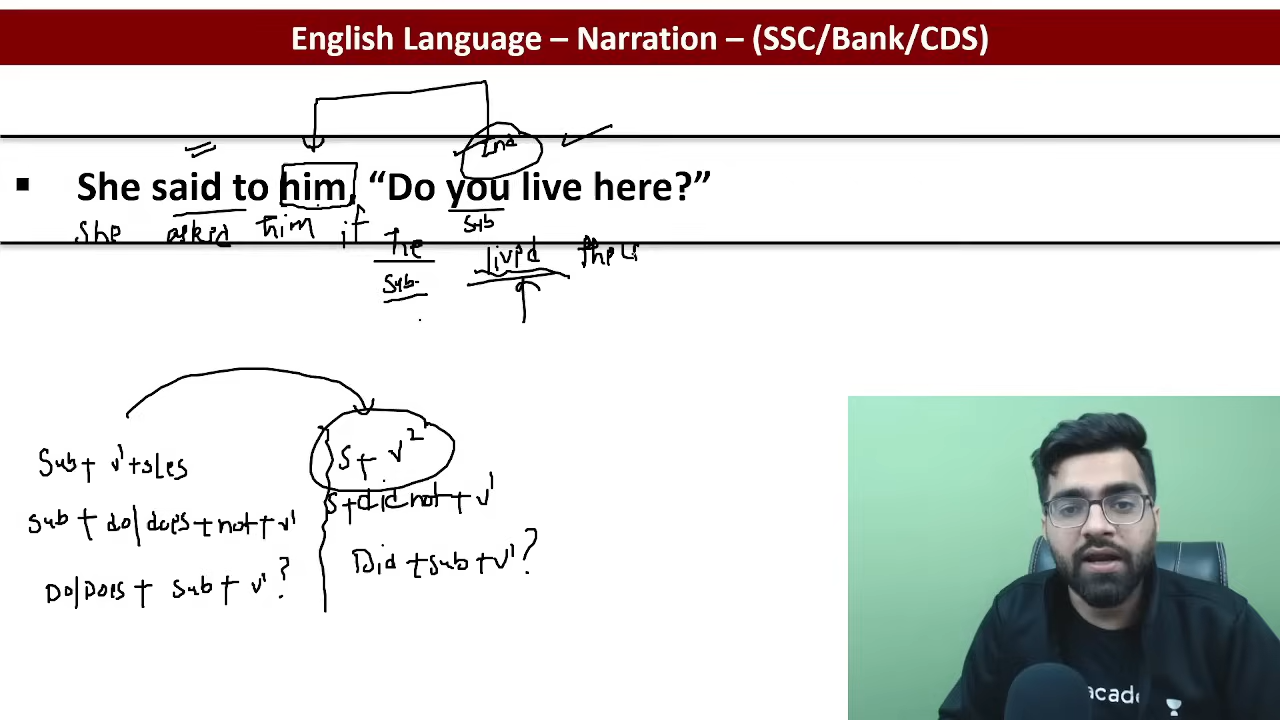 English Language – Narration – (SSC/Bank/CDS)
2nd
▪ She said to him, “Do you live here?”
She asked him if
Sub
he lived there
Sub.
Sub + v1 + s/es
S + v2
Sub + do/does + not + v1
S + did not + v1
Do/Does + Sub + v1 ?
Did + sub + v1 ?
acade